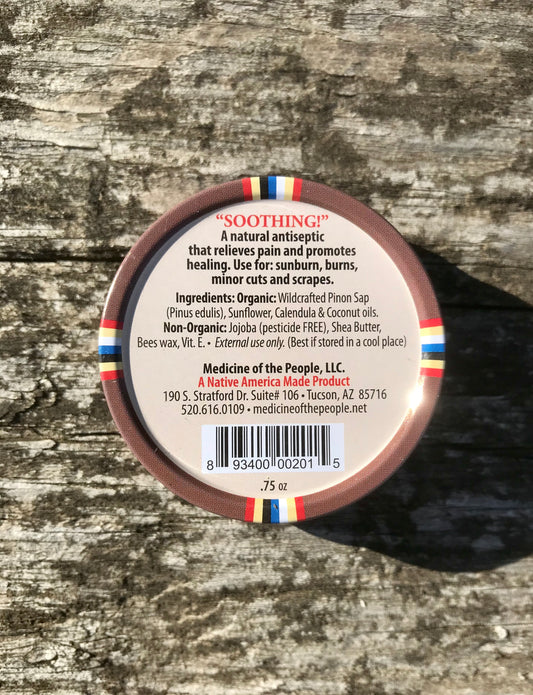 “SOOTHING!”
A natural antiseptic
that relieves pain and promotes
healing. Use for: sunburn, burns,
minor cuts and scrapes.
Ingredients: Organic: Wildcrafted Pinon Sap
(Pinus edulis), Sunflower, Calendula & Coconut oils.
Non-Organic: Jojoba (pesticide FREE), Shea Butter,
Bees wax, Vit. E. • External use only. (Best if stored in a cool place)
Medicine of the People, LLC.
A Native America Made Product
190 S. Stratford Dr. Suite# 106 • Tucson, AZ 85716
520.616.0109 • medicineofthepeople.net
8 93400 00201 5
.75 oz